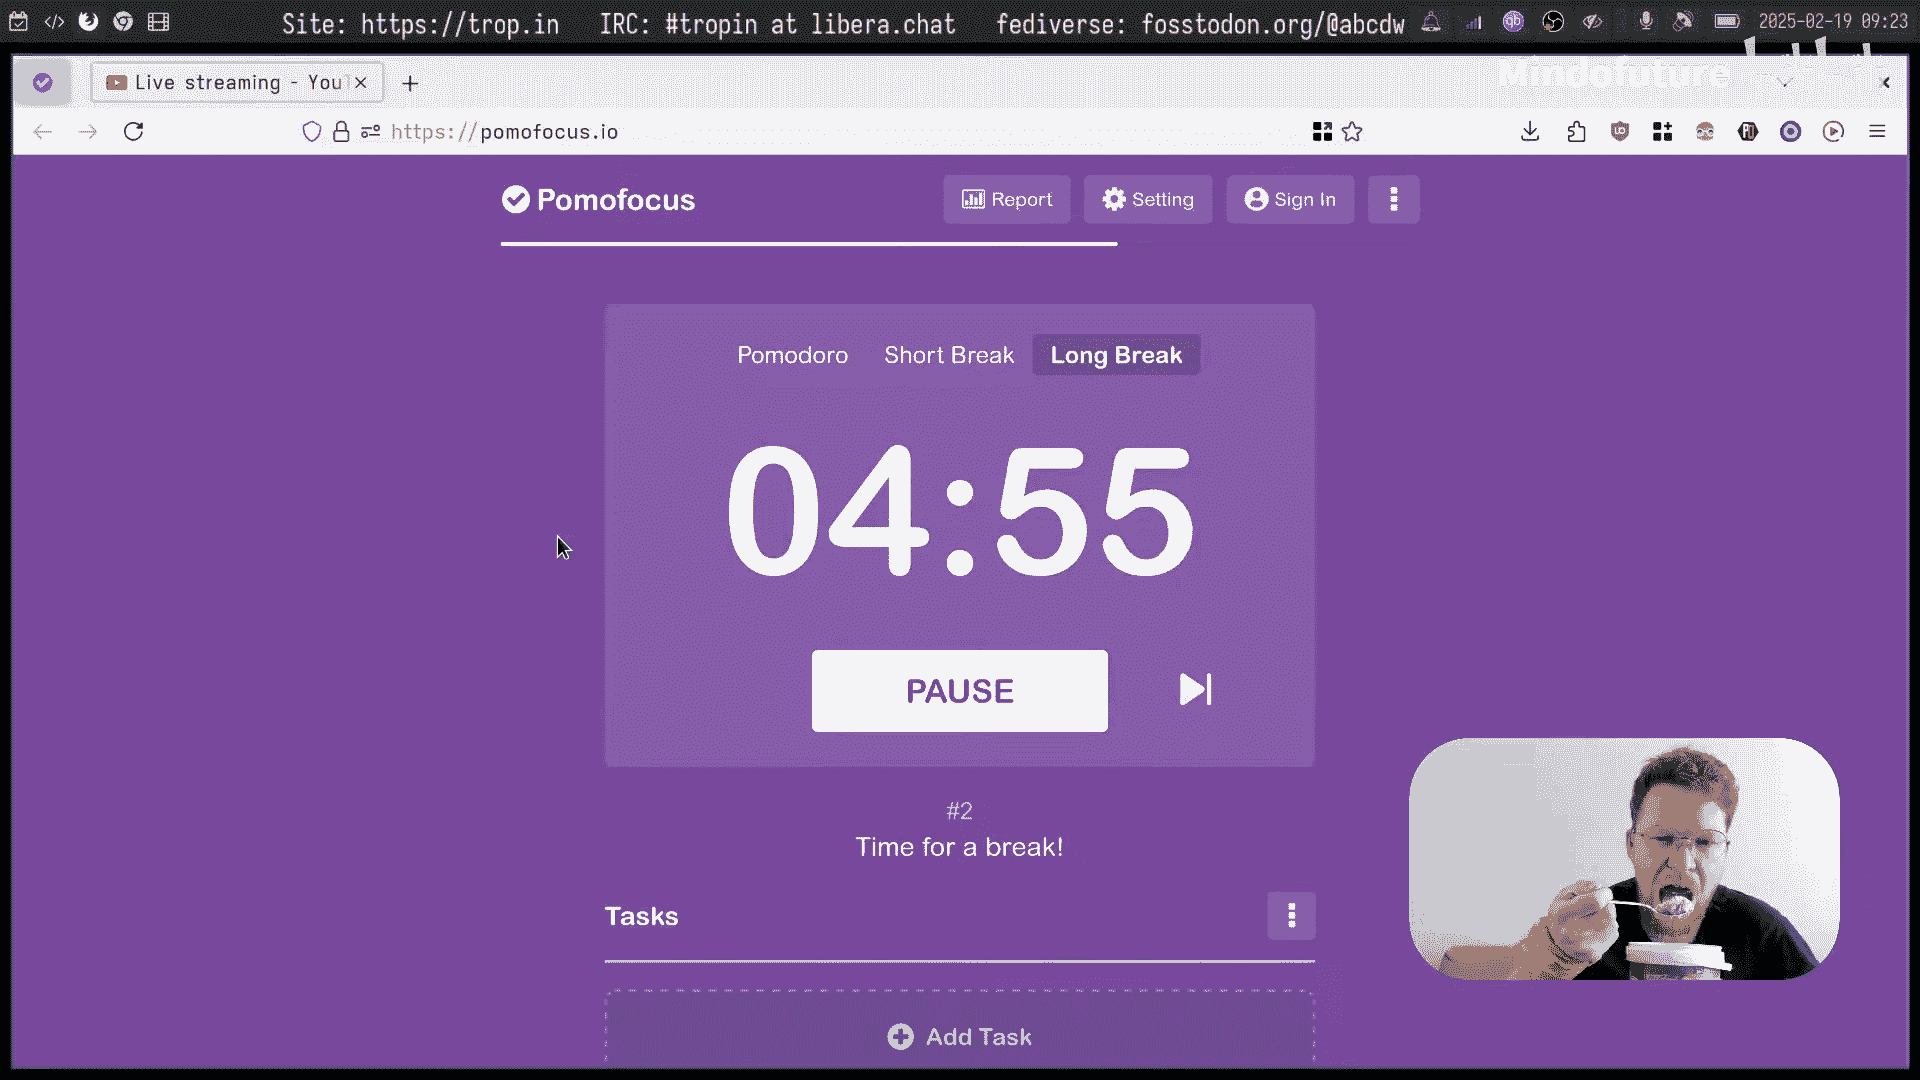 Site: https://trop.in IRC: #tropin at libera.chat fediverse: fosstodon.org/@abcdw 2025-02-19 09:23
Mindofuture
Live streaming - You
https://pomofocus.io
Pomofocus
Report
Setting
Sign In
Pomodoro
Short Break
Long Break
04:55
PAUSE
#2
Time for a break!
Tasks
Add Task